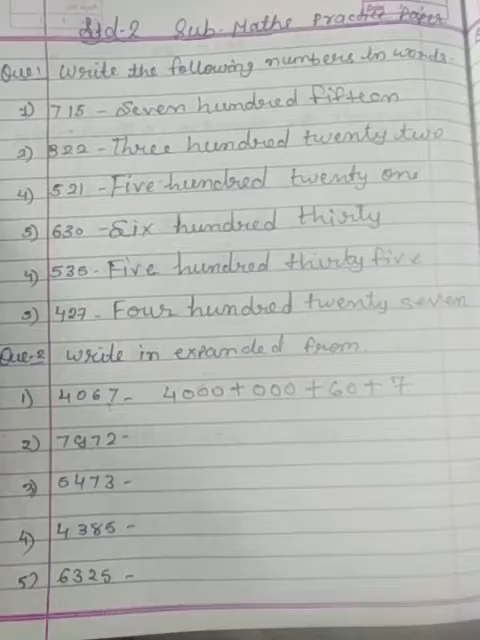 Std-2 Sub-Maths Practice Paper
Que:1 Write the following numbers In words.
1) 715 - Seven hundred fifteen
2) 322 - Three hundred twenty two
4) 521 - Five hundred twenty one
5) 630 - Six hundred thirty
4) 535 - Five hundred thirty five
5) 427 - Four hundred twenty seven
Que-2 Write in expanded from
1) 4067 - 4000 + 000 + 60 + 7
2) 7972 -
3) 5473 -
4) 4385 -
5) 6325 -